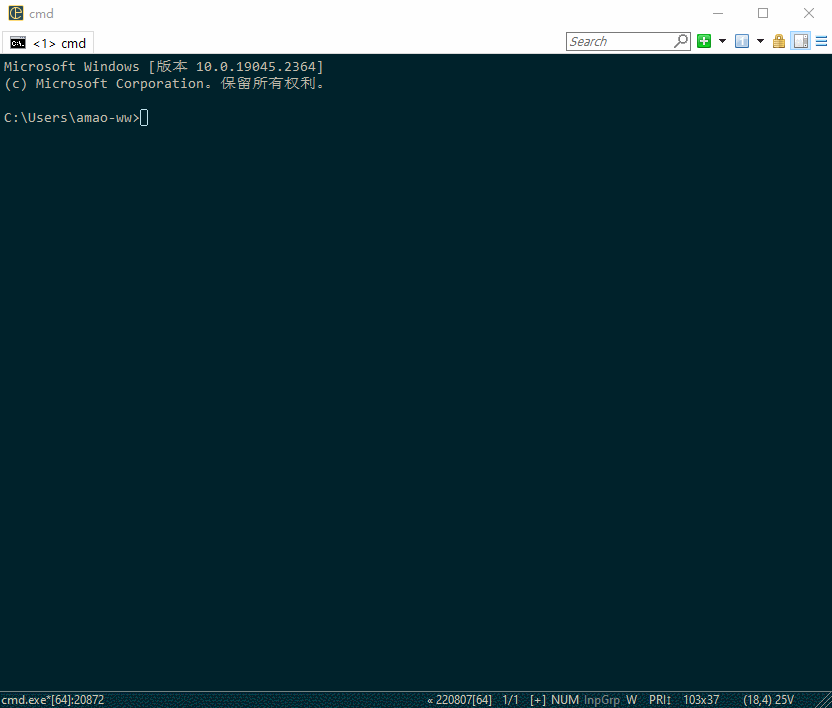 cmd
<1> cmd
Search
Microsoft Windows [版本 10.0.19045.2364]
(c) Microsoft Corporation。保留所有权利。
C:\Users\amao-ww>
cmd.exe*[64]:20872 « 220807[64] 1/1 [+] NUM InpGrp W PRI↕ 103x37 (18,4) 25V